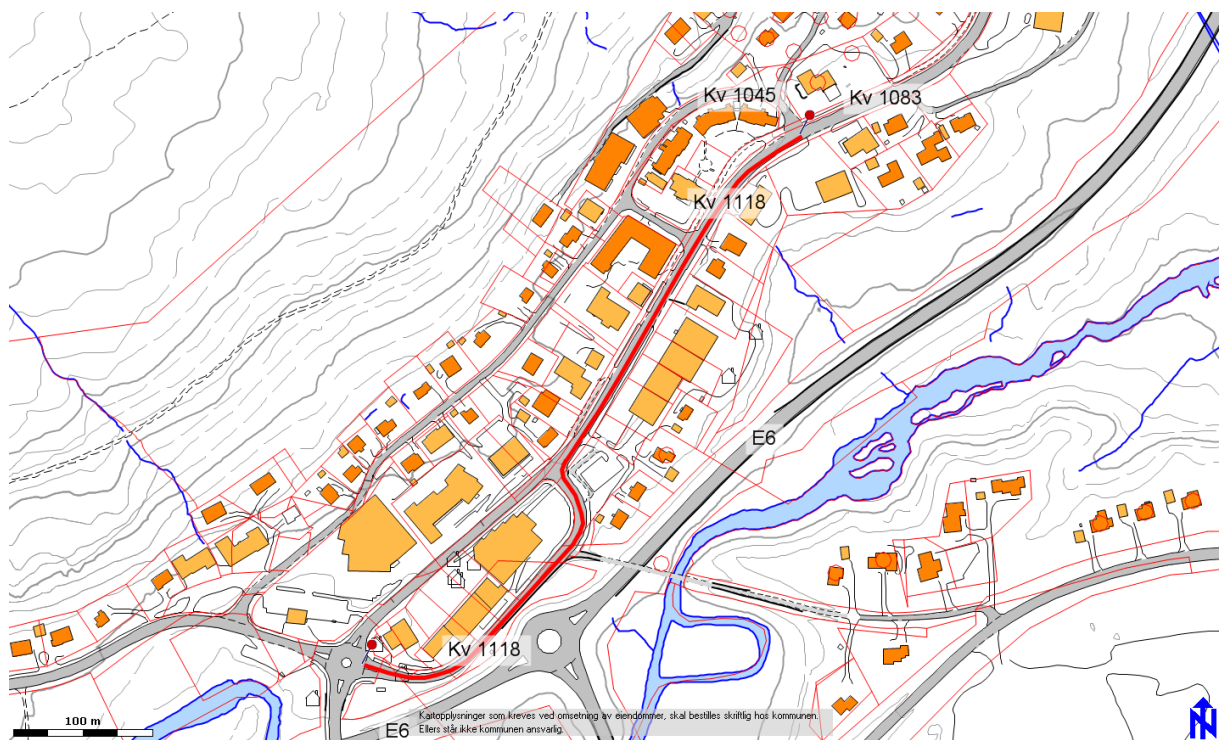 Kv 1045
Kv 1083
Kv 1118
E6
Kv 1118
100 m
E6
Kartopplysninger som kreves ved omsetning av eiendommer, skal bestilles skriftlig hos kommunen.
Ellers står ikke kommunen ansvarlig.
N